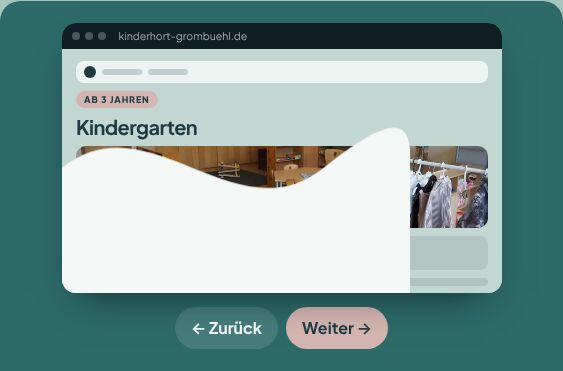 kinderhort-grombuehl.de
AB 3 JAHREN
Kindergarten
← Zurück
Weiter →